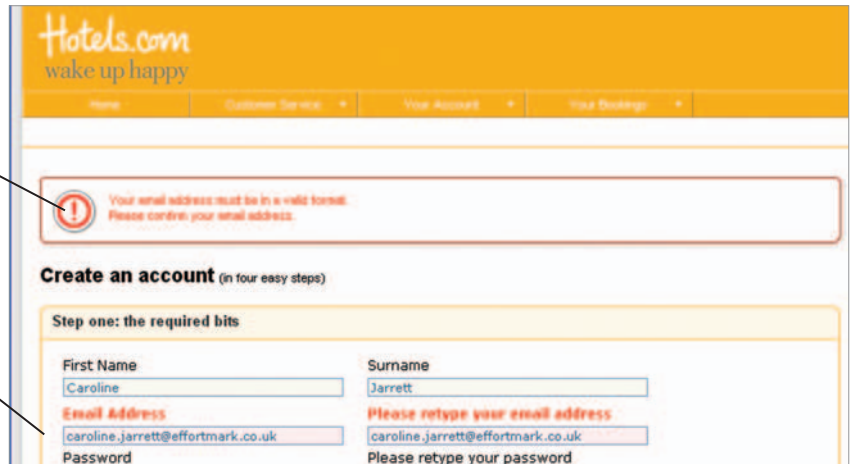 Hotels.com
wake up happy
Home Customer Service Your Account Your Bookings
Your email address must be in a valid format.
Please confirm your email address.
Create an account (in four easy steps)
Step one: the required bits
First Name Surname
Caroline Jarrett
Email Address Please retype your email address
caroline.jarrett@effortmark.co.uk caroline.jarrett@effortmark.co.uk
Password Please retype your password